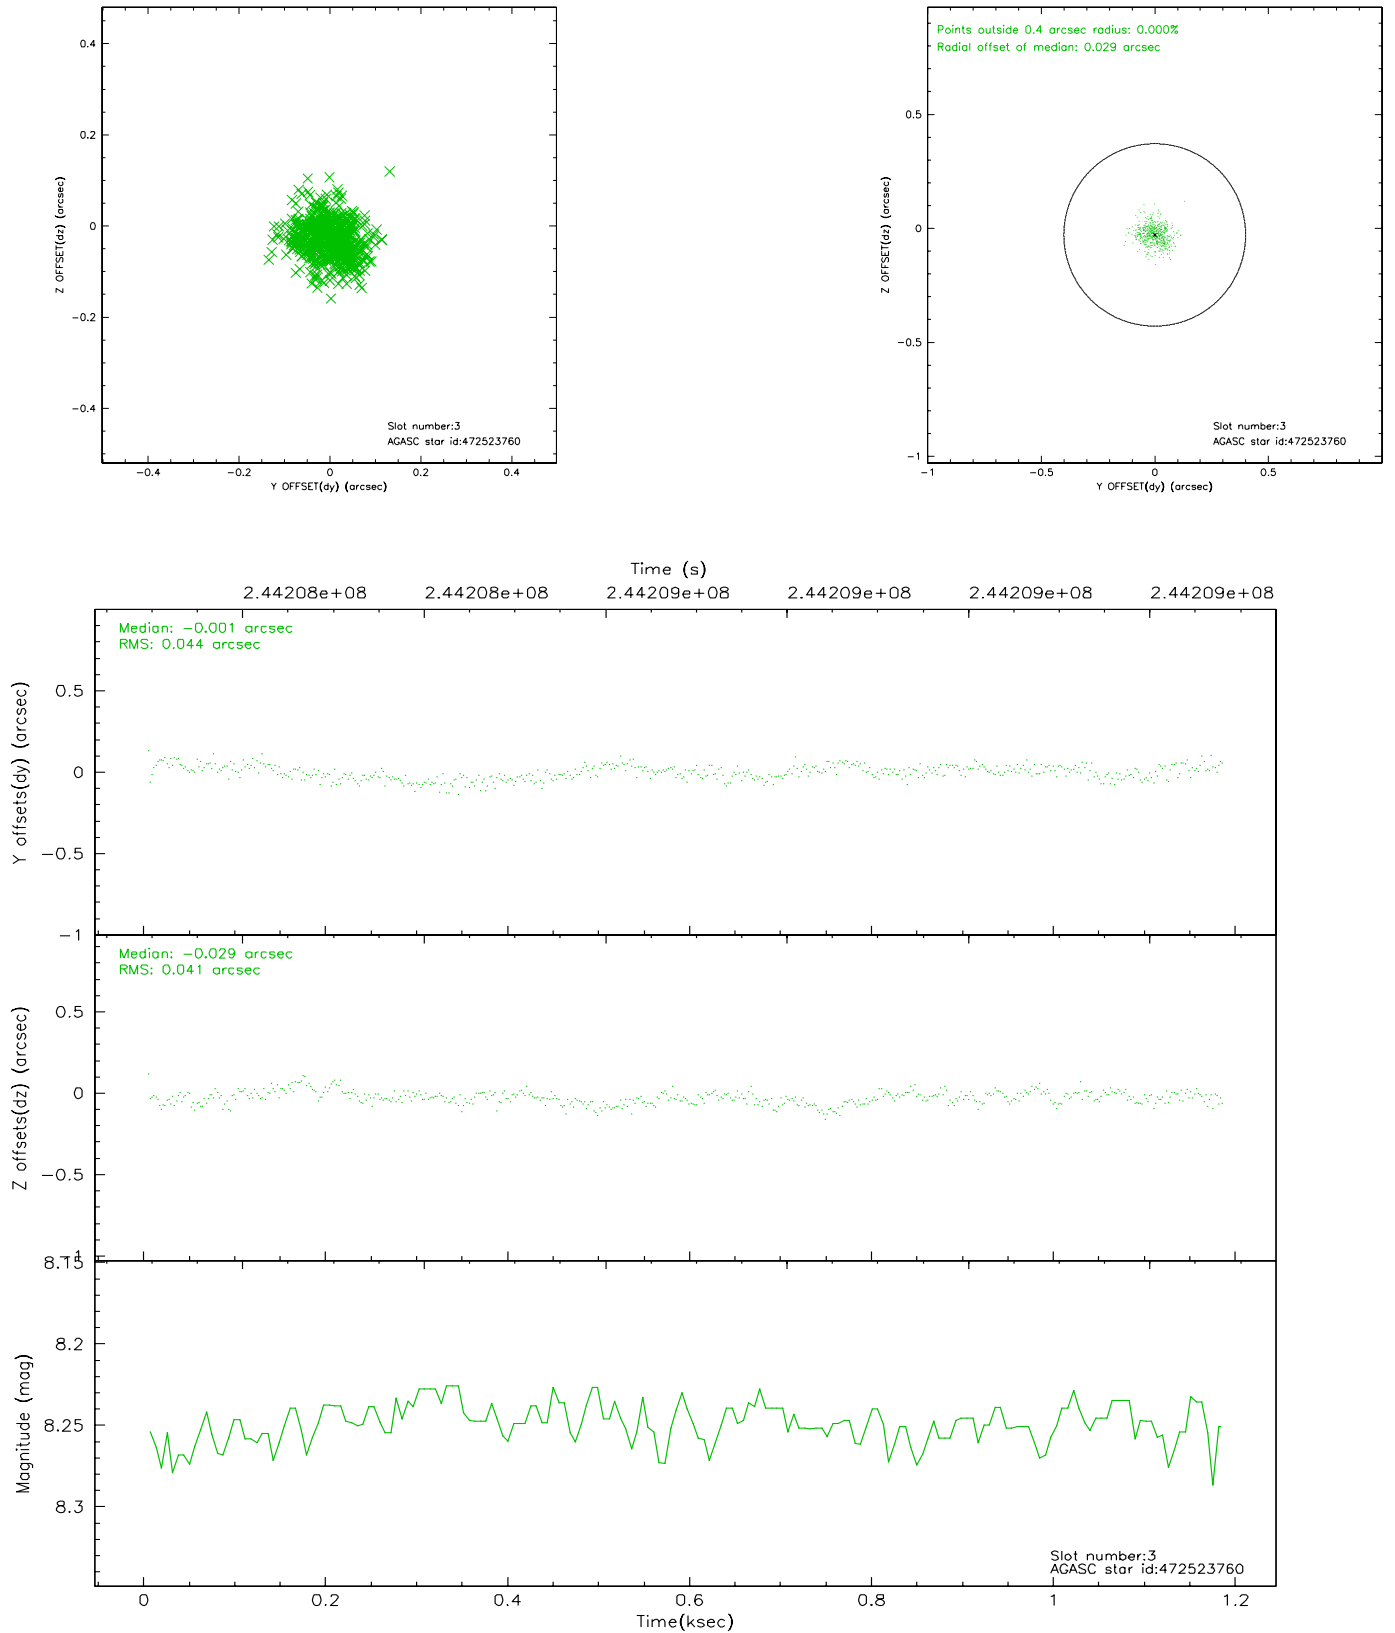 0.4
0.2
0
−0.2
−0.4
Z OFFSET(dz) (arcsec)
Slot number:3
AGASC star id:472523760
−0.4 −0.2 0 0.2 0.4
Y OFFSET(dy) (arcsec)
Points outside 0.4 arcsec radius: 0.000%
Radial offset of median: 0.029 arcsec
0.5
0
−0.5
−1
Z OFFSET(dz) (arcsec)
Slot number:3
AGASC star id:472523760
−1 −0.5 0 0.5
Y OFFSET(dy) (arcsec)
Time (s)
2.44208e+08 2.44208e+08 2.44209e+08 2.44209e+08 2.44209e+08 2.44209e+08
Median: −0.001 arcsec
RMS: 0.044 arcsec
0.5
0
−0.5
−1
Y offsets(dy) (arcsec)
Median: −0.029 arcsec
RMS: 0.041 arcsec
0.5
0
−0.5
−1
Z offsets(dz) (arcsec)
8.15
8.2
8.25
8.3
Magnitude (mag)
Slot number:3
AGASC star id:472523760
0 0.2 0.4 0.6 0.8 1 1.2
Time(ksec)